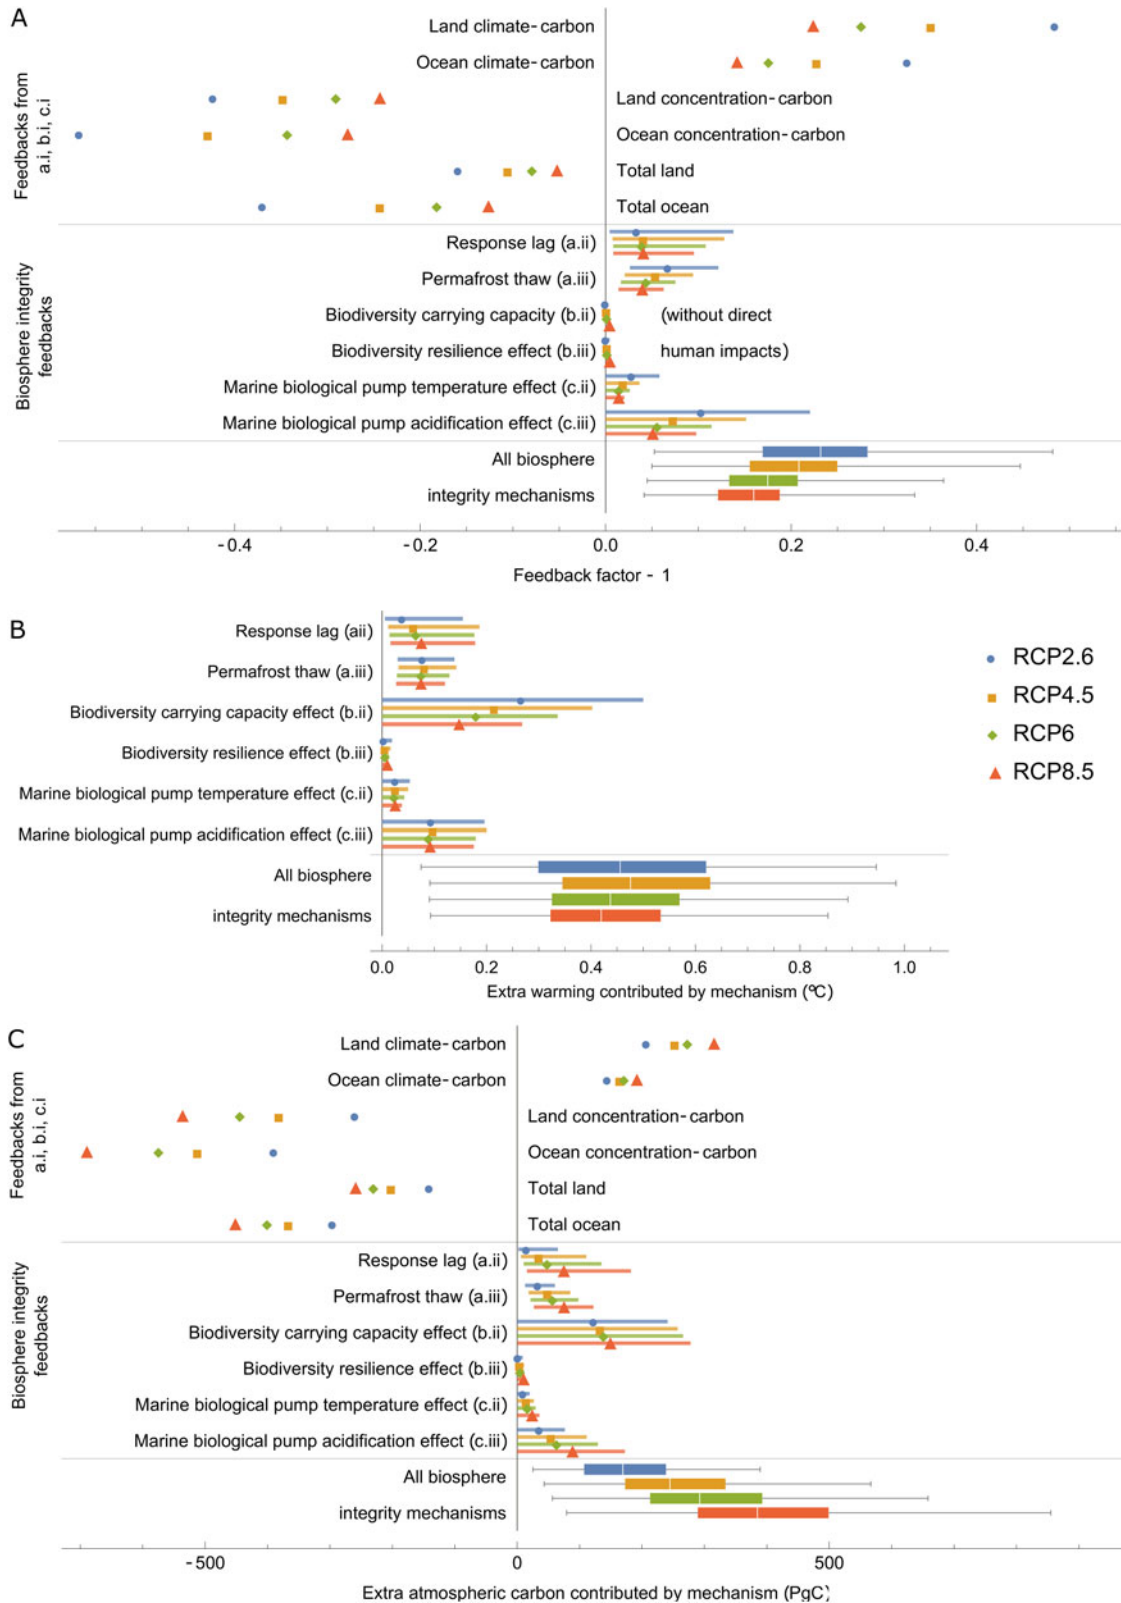 A
Land climate-carbon
Ocean climate-carbon
Land concentration-carbon
Ocean concentration-carbon
Total land
Total ocean
Feedbacks from
a.i, b.i, c.i
Response lag (a.ii)
Permafrost thaw (a.iii)
Biodiversity carrying capacity (b.ii) (without direct
Biodiversity resilience effect (b.iii) human impacts)
Marine biological pump temperature effect (c.ii)
Marine biological pump acidification effect (c.iii)
Biosphere integrity
feedbacks
All biosphere
integrity mechanisms
-0.4 -0.2 0.0 0.2 0.4
Feedback factor - 1
B
Response lag (aii)
Permafrost thaw (a.iii)
Biodiversity carrying capacity effect (b.ii)
Biodiversity resilience effect (b.iii)
Marine biological pump temperature effect (c.ii)
Marine biological pump acidification effect (c.iii)
All biosphere
integrity mechanisms
0.0 0.2 0.4 0.6 0.8 1.0
Extra warming contributed by mechanism (ºC)
RCP2.6
RCP4.5
RCP6
RCP8.5
C
Land climate-carbon
Ocean climate-carbon
Land concentration-carbon
Ocean concentration-carbon
Total land
Total ocean
Feedbacks from
a.i, b.i, c.i
Response lag (a.ii)
Permafrost thaw (a.iii)
Biodiversity carrying capacity effect (b.ii)
Biodiversity resilience effect (b.iii)
Marine biological pump temperature effect (c.ii)
Marine biological pump acidification effect (c.iii)
Biosphere integrity
feedbacks
All biosphere
integrity mechanisms
-500 0 500
Extra atmospheric carbon contributed by mechanism (PgC)